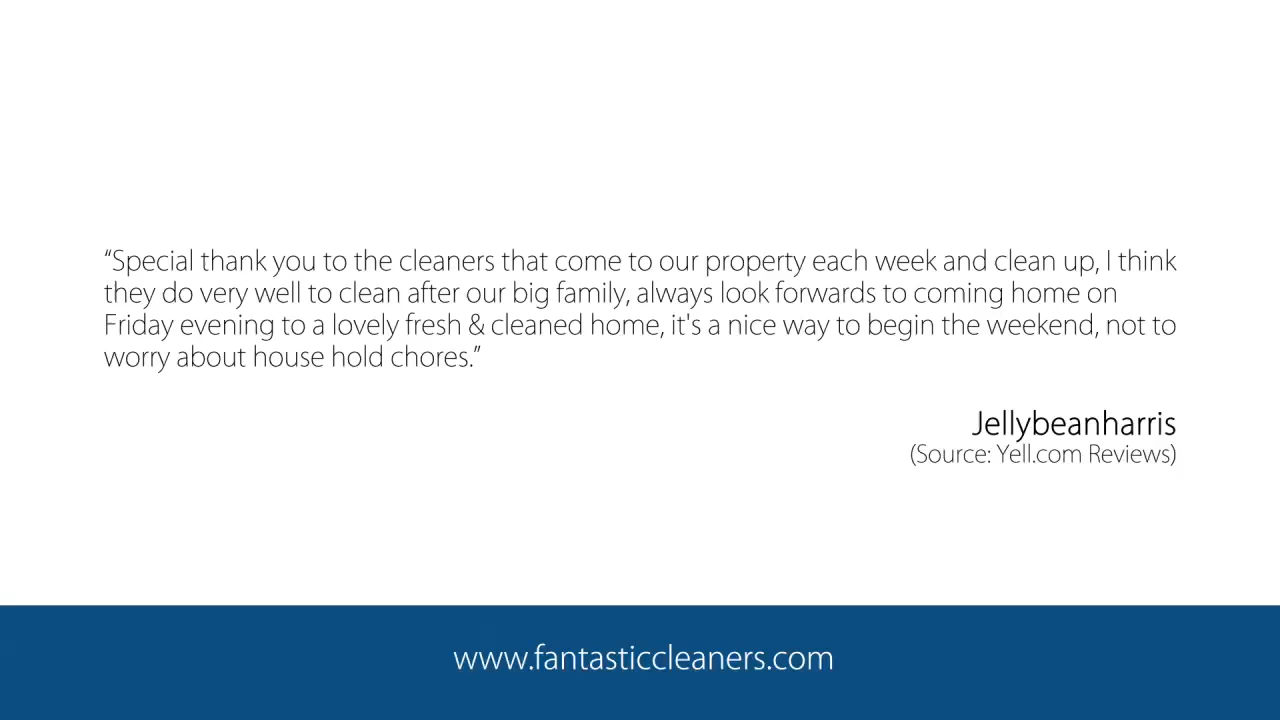 “Special thank you to the cleaners that come to our property each week and clean up, I think
they do very well to clean after our big family, always look forwards to coming home on
Friday evening to a lovely fresh & cleaned home, it's a nice way to begin the weekend, not to
worry about house hold chores.”
Jellybeanharris
(Source: Yell.com Reviews)
www.fantasticcleaners.com